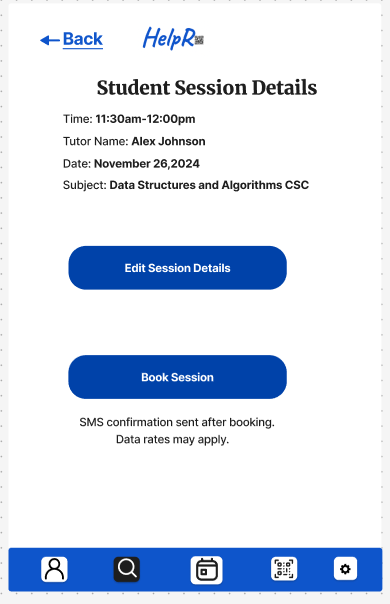 Back
HelpR
Student Session Details
Time: 11:30am-12:00pm
Tutor Name: Alex Johnson
Date: November 26,2024
Subject: Data Structures and Algorithms CSC
Edit Session Details
Book Session
SMS confirmation sent after booking.
Data rates may apply.